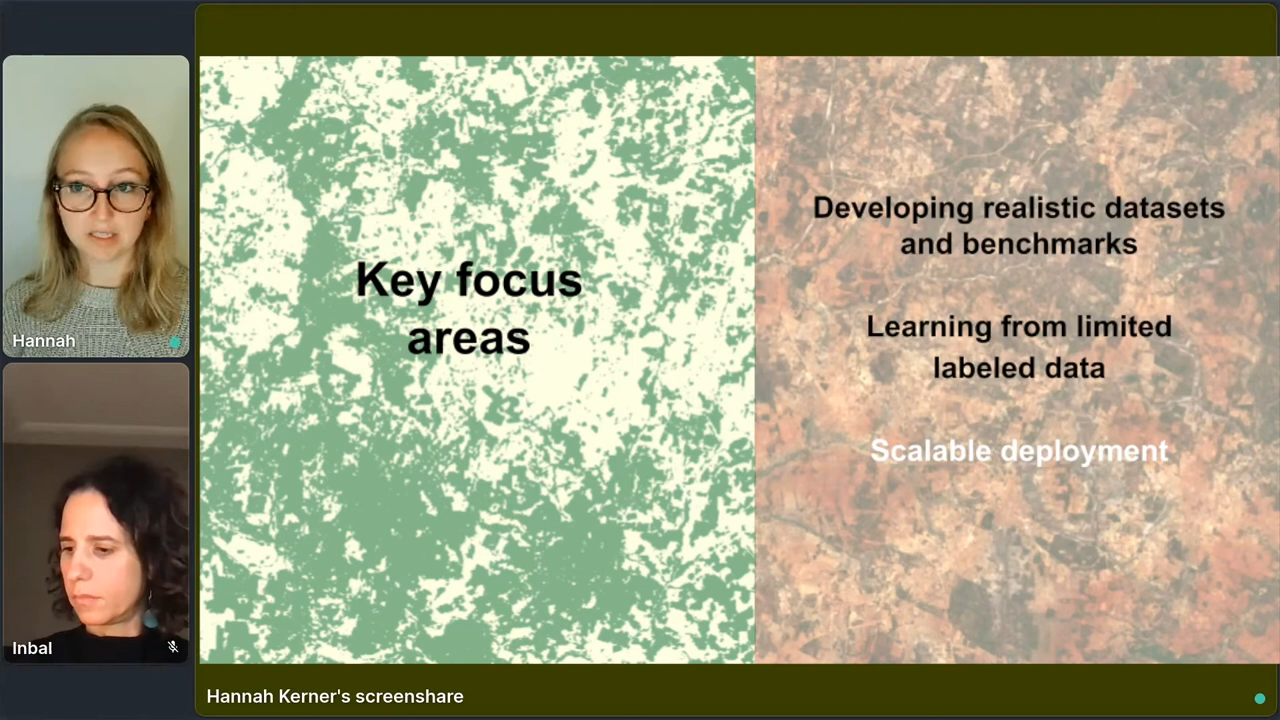 Hannah
Inbal
Key focus
areas
Developing realistic datasets
and benchmarks
Learning from limited
labeled data
Scalable deployment
Hannah Kerner's screenshare